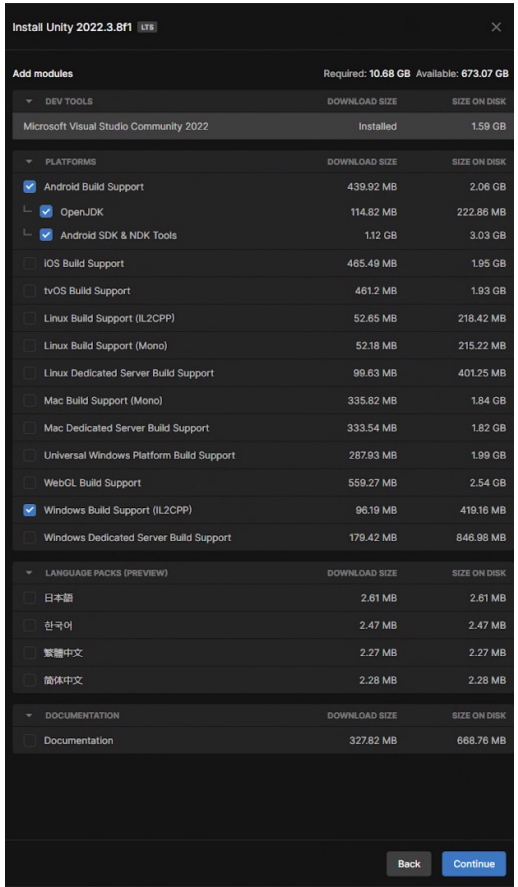 Install Unity 2022.3.8f1 LTS
Add modules Required: 10.68 GB Available: 673.07 GB
DEV TOOLS DOWNLOAD SIZE SIZE ON DISK
Microsoft Visual Studio Community 2022 Installed 1.59 GB
PLATFORMS DOWNLOAD SIZE SIZE ON DISK
Android Build Support 439.92 MB 2.06 GB
OpenJDK 114.82 MB 222.86 MB
Android SDK & NDK Tools 1.12 GB 3.03 GB
iOS Build Support 465.49 MB 1.95 GB
tvOS Build Support 461.2 MB 1.93 GB
Linux Build Support (IL2CPP) 52.65 MB 218.42 MB
Linux Build Support (Mono) 52.18 MB 215.22 MB
Linux Dedicated Server Build Support 99.63 MB 401.25 MB
Mac Build Support (Mono) 335.82 MB 1.84 GB
Mac Dedicated Server Build Support 333.54 MB 1.82 GB
Universal Windows Platform Build Support 287.93 MB 1.99 GB
WebGL Build Support 559.27 MB 2.54 GB
Windows Build Support (IL2CPP) 96.19 MB 419.16 MB
Windows Dedicated Server Build Support 179.42 MB 846.98 MB
LANGUAGE PACKS (PREVIEW) DOWNLOAD SIZE SIZE ON DISK
日本語 2.61 MB 2.61 MB
한국어 2.47 MB 2.47 MB
繁體中文 2.27 MB 2.27 MB
简体中文 2.28 MB 2.28 MB
DOCUMENTATION DOWNLOAD SIZE SIZE ON DISK
Documentation 327.82 MB 668.76 MB
Back Continue